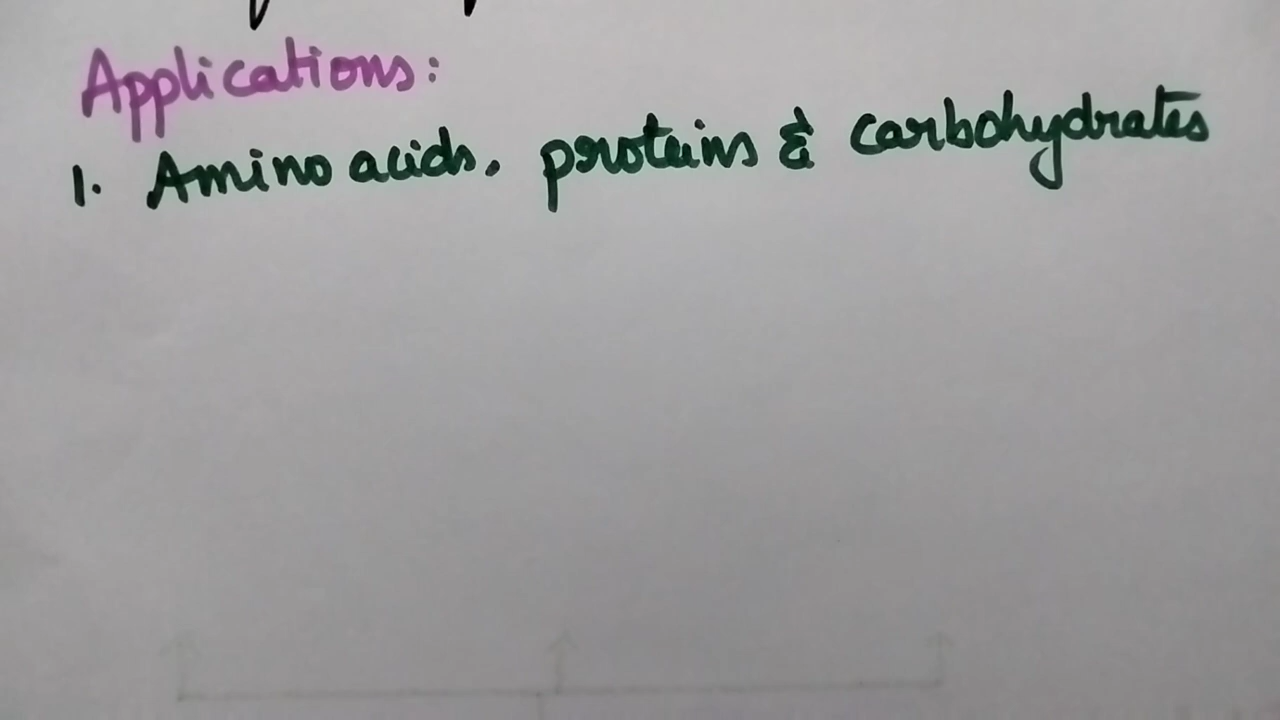 Applications:
1. Amino acids, proteins & carbohydrates